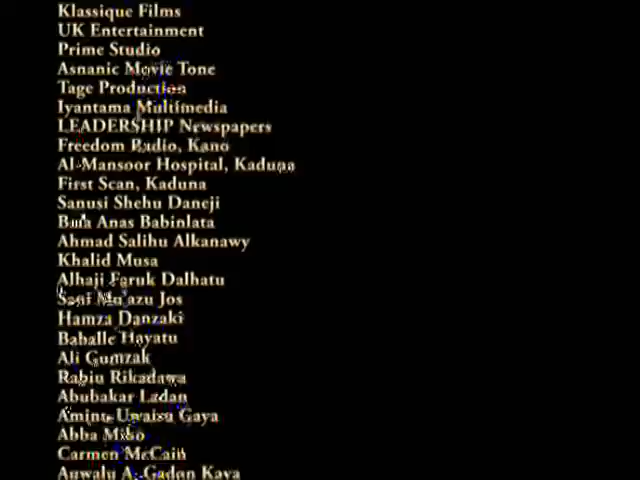 Klassique Films
UK Entertainment
Prime Studio
Asnanic Movie Tone
Tage Production
Iyantama Multimedia
LEADERSHIP Newspapers
Freedom Radio, Kano
Al-Mansoor Hospital, Kaduna
First Scan, Kaduna
Sanusi Shehu Daneji
Bala Anas Babinlata
Ahmad Salihu Alkanawy
Khalid Musa
Alhaji Faruk Dalhatu
Sani Mu'azu Jos
Hamza Danzaki
Baballe Hayatu
Ali Gumzak
Rabiu Rikadawa
Abubakar Ladan
Aminu Uwaisu Gaya
Abba Miko
Carmen McCain
Auwalu A. Gadon Kaya